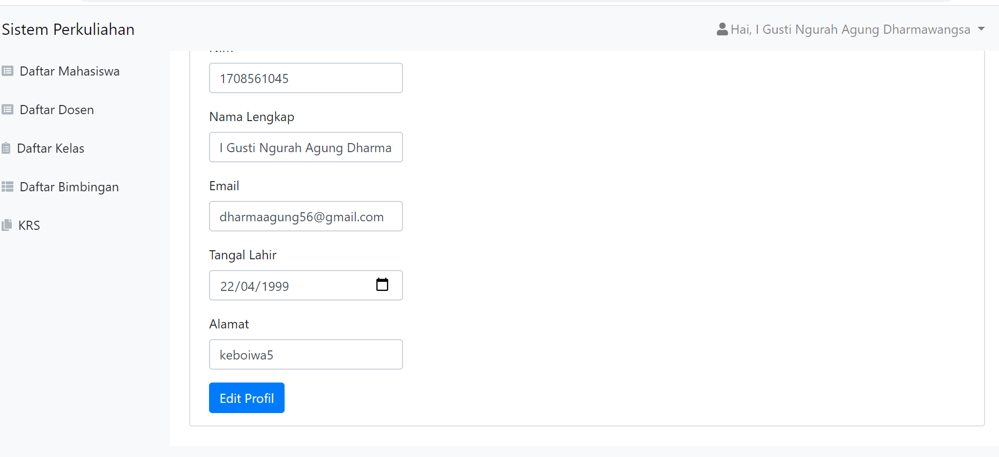 Sistem Perkuliahan
Hai, I Gusti Ngurah Agung Dharmawangsa
Daftar Mahasiswa
Daftar Dosen
Daftar Kelas
Daftar Bimbingan
KRS
1708561045
Nama Lengkap
I Gusti Ngurah Agung Dharma
Email
dharmaagung56@gmail.com
Tangal Lahir
22/04/1999
Alamat
keboiwa5
Edit Profil